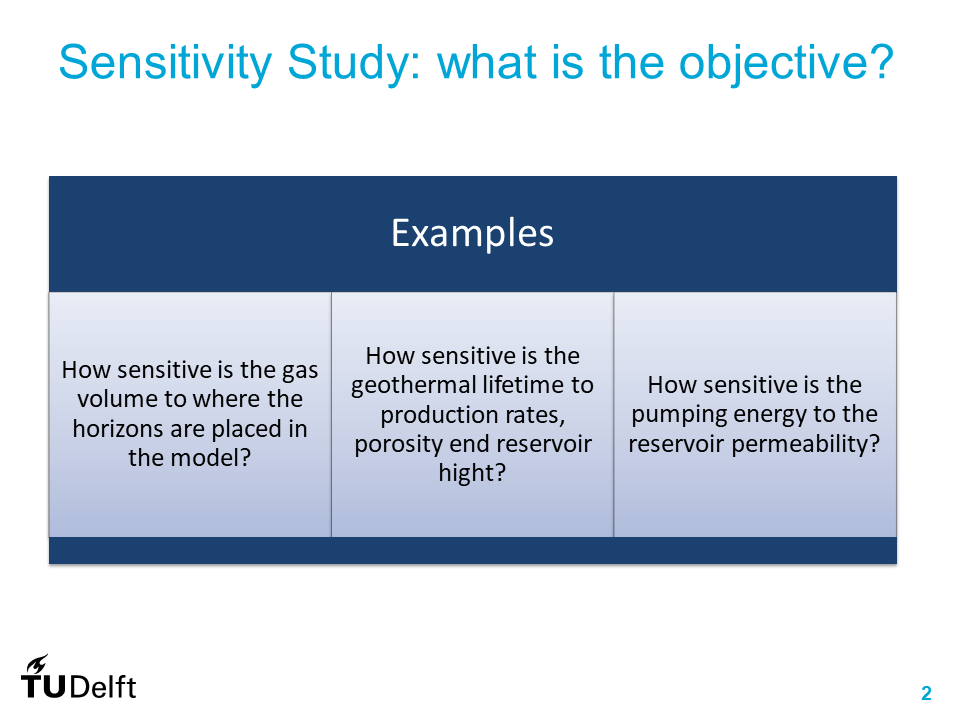 Sensitivity Study: what is the objective?
Examples
How sensitive is the gas
volume to where the
horizons are placed in
the model?
How sensitive is the
geothermal lifetime to
production rates,
porosity end reservoir
hight?
How sensitive is the
pumping energy to the
reservoir permeability?
TUDelft
2